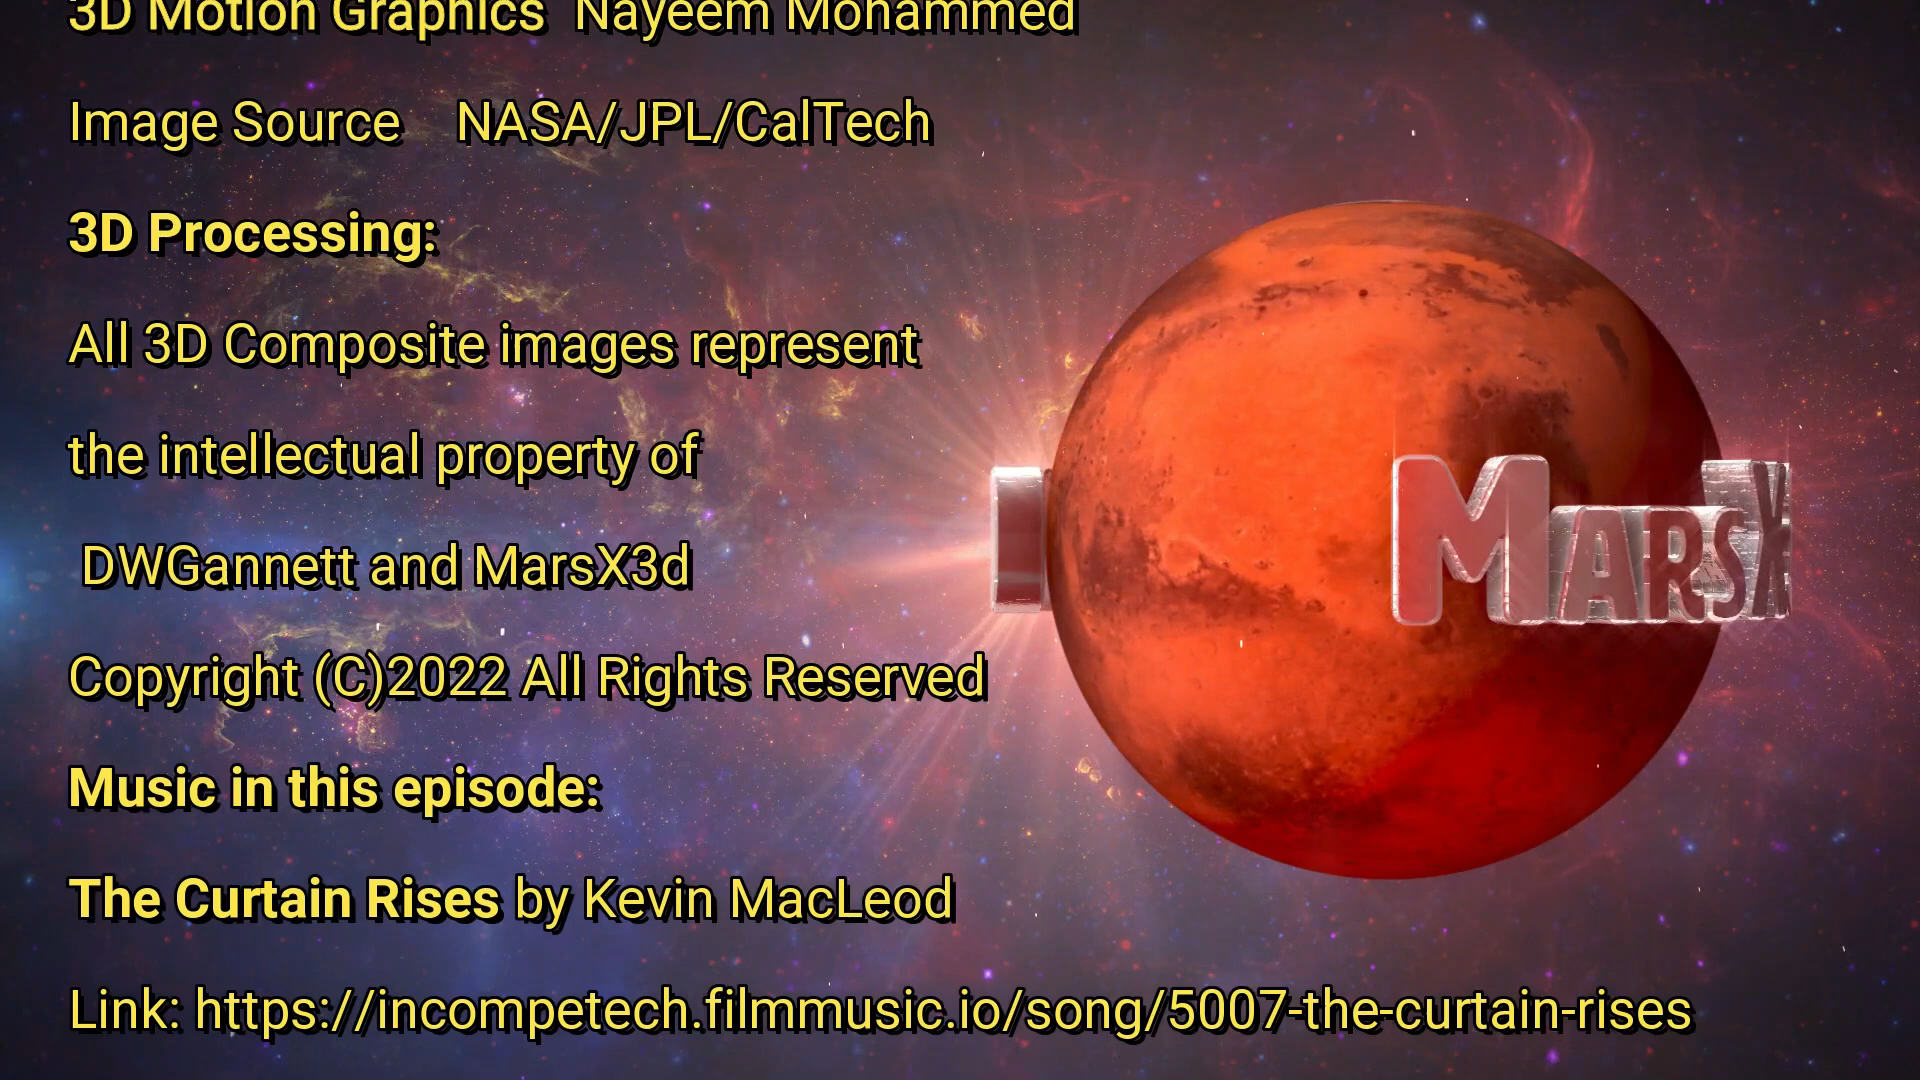 3D Motion Graphics  Nayeem Mohammed
Image Source    NASA/JPL/CalTech
3D Processing:
All 3D Composite images represent
the intellectual property of
DWGannett and MarsX3d
Copyright (C)2022 All Rights Reserved
Music in this episode:
The Curtain Rises by Kevin MacLeod
Link: https://incompetech.filmmusic.io/song/5007-the-curtain-rises
MarsX